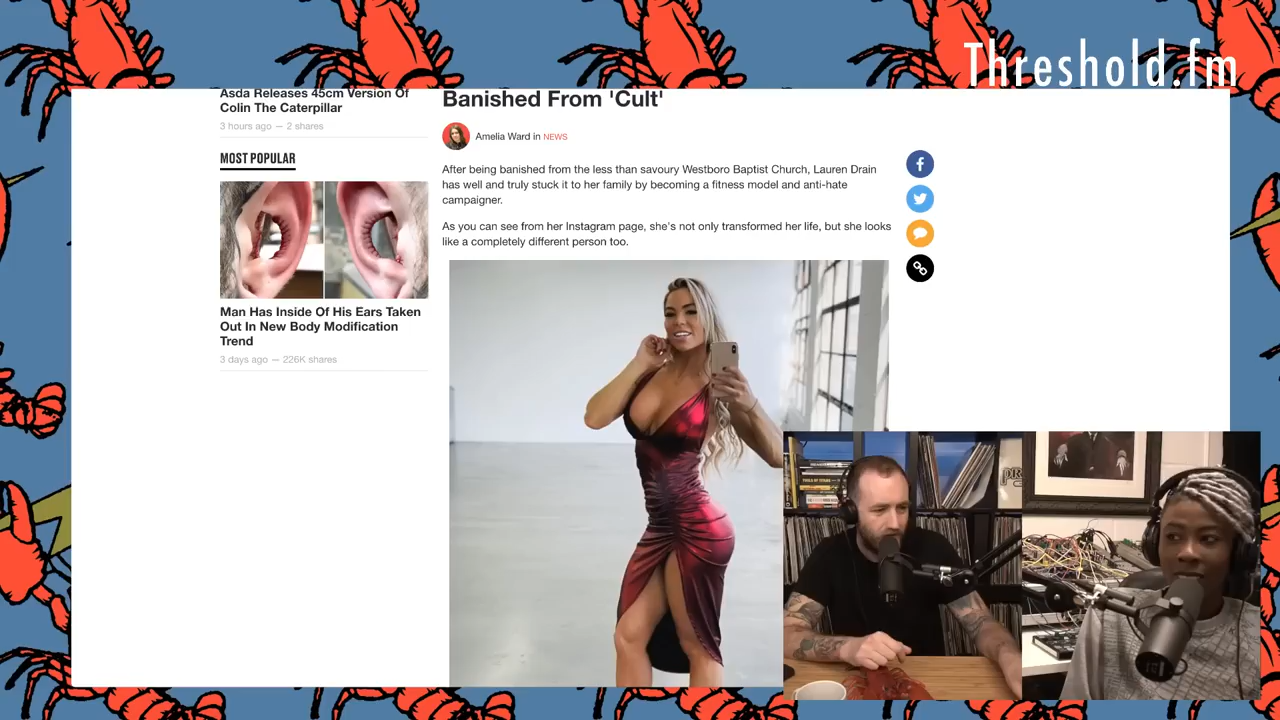 Threshold.fm
Asda Releases 45cm Version Of
Colin The Caterpillar
3 hours ago — 2 shares
MOST POPULAR
Man Has Inside Of His Ears Taken
Out In New Body Modification
Trend
3 days ago — 226K shares
Banished From 'Cult'
Amelia Ward in NEWS
After being banished from the less than savoury Westboro Baptist Church, Lauren Drain
has well and truly stuck it to her family by becoming a fitness model and anti-hate
campaigner.
As you can see from her Instagram page, she's not only transformed her life, but she looks
like a completely different person too.